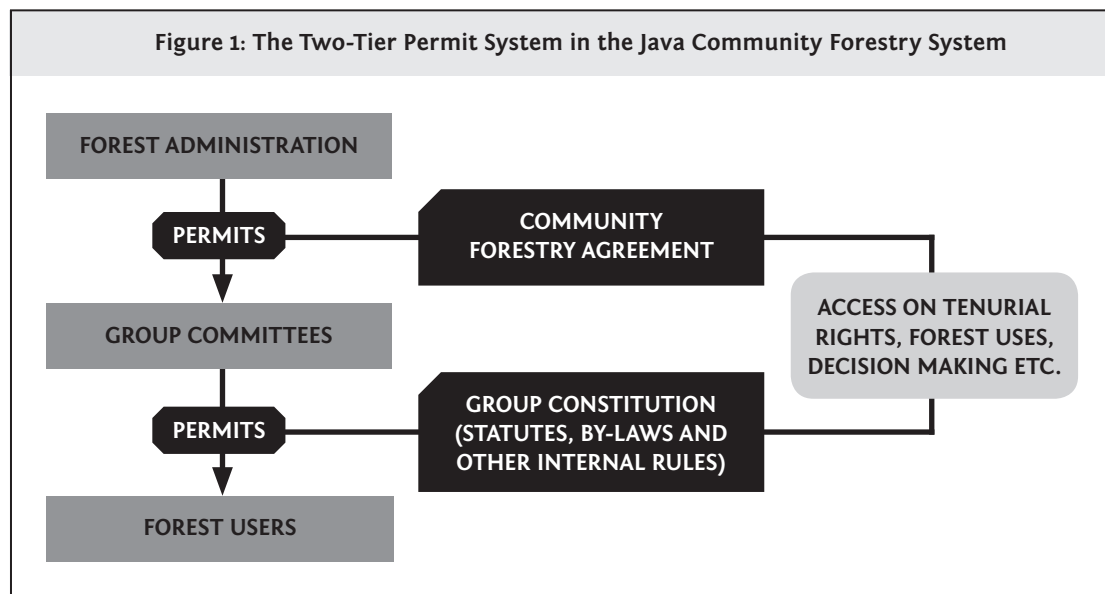 Figure 1: The Two-Tier Permit System in the Java Community Forestry System
FOREST ADMINISTRATION
PERMITS
COMMUNITY
FORESTRY AGREEMENT
GROUP COMMITTEES
ACCESS ON TENURIAL
RIGHTS, FOREST USES,
DECISION MAKING ETC.
PERMITS
GROUP CONSTITUTION
(STATUTES, BY-LAWS AND
OTHER INTERNAL RULES)
FOREST USERS